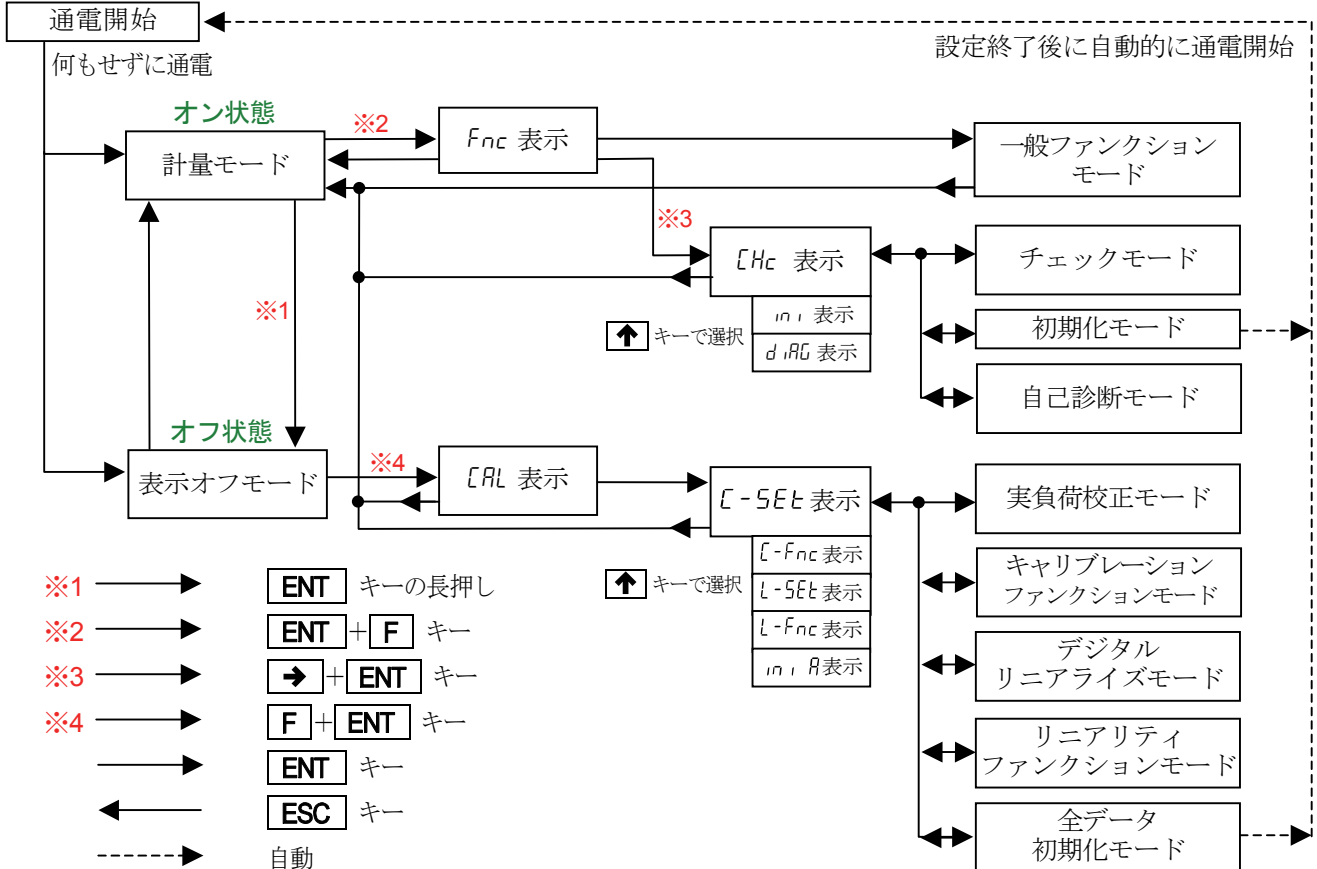 通電開始
設定終了後に自動的に通電開始
何もせずに通電
オン状態
計量モード
※2
Fnc 表示
一般ファンクション
モード
※3
CHc 表示
ini 表示
diAG 表示
↑ キーで選択
チェックモード
初期化モード
自己診断モード
※1
オフ状態
表示オフモード
※4
CAL 表示
C-SEt 表示
C-Fnc 表示
L-SEt 表示
L-Fnc 表示
ini A 表示
↑ キーで選択
実負荷校正モード
キャリブレーション
ファンクションモード
デジタル
リニアライズモード
リニアリティ
ファンクションモード
全データ
初期化モード
※1 ENT キーの長押し
※2 ENT + F キー
※3 → + ENT キー
※4 F + ENT キー
ENT キー
ESC キー
自動